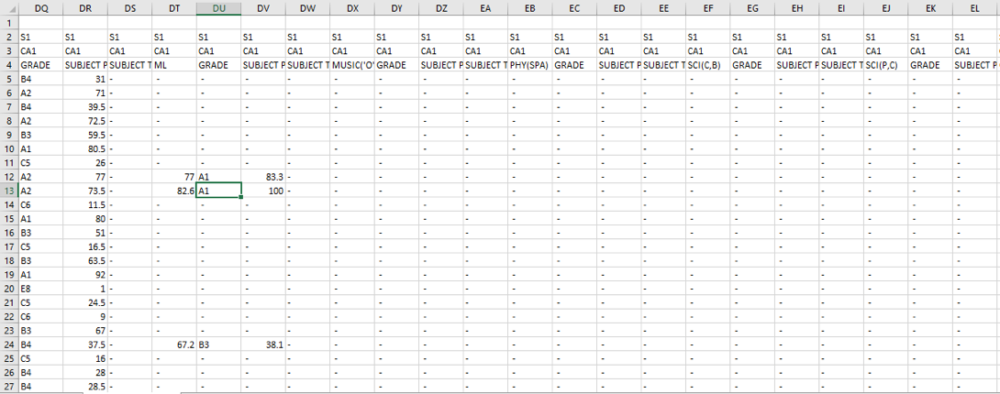 DQ DR DS DT DU DV DW DX DY DZ EA EB EC ED EE EF EG EH EI EJ EK EL
1
2 S1 S1 S1 S1 S1 S1 S1 S1 S1 S1 S1 S1 S1 S1 S1 S1 S1 S1 S1 S1 S1 S1
3 CA1 CA1 CA1 CA1 CA1 CA1 CA1 CA1 CA1 CA1 CA1 CA1 CA1 CA1 CA1 CA1 CA1 CA1 CA1 CA1 CA1 CA1
4 GRADE SUBJECT P SUBJECT T ML GRADE SUBJECT P SUBJECT T MUSIC('O' GRADE SUBJECT P SUBJECT T PHY(SPA) GRADE SUBJECT P SUBJECT T SCI(C,B) GRADE SUBJECT P SUBJECT T SCI(P,C) GRADE SUBJECT P
5 B4 31 - - - - - - - - - - - - - - - - - - - -
6 A2 71 - - - - - - - - - - - - - - - - - - - -
7 B4 39.5 - - - - - - - - - - - - - - - - - - - -
8 A2 72.5 - - - - - - - - - - - - - - - - - - - -
9 B3 59.5 - - - - - - - - - - - - - - - - - - - -
10 A1 80.5 - - - - - - - - - - - - - - - - - - - -
11 C5 26 - - - - - - - - - - - - - - - - - - - -
12 A2 77 - 77 A1 83.3 - - - - - - - - - - - - - - - -
13 A2 73.5 - 82.6 A1 100 - - - - - - - - - - - - - - - -
14 C6 11.5 - - - - - - - - - - - - - - - - - - - -
15 A1 80 - - - - - - - - - - - - - - - - - - - -
16 B3 51 - - - - - - - - - - - - - - - - - - - -
17 C5 16.5 - - - - - - - - - - - - - - - - - - - -
18 B3 63.5 - - - - - - - - - - - - - - - - - - - -
19 A1 92 - - - - - - - - - - - - - - - - - - - -
20 E8 1 - - - - - - - - - - - - - - - - - - - -
21 C5 24.5 - - - - - - - - - - - - - - - - - - - -
22 C6 9 - - - - - - - - - - - - - - - - - - - -
23 B3 67 - - - - - - - - - - - - - - - - - - - -
24 B4 37.5 - 67.2 B3 38.1 - - - - - - - - - - - - - - - -
25 C5 16 - - - - - - - - - - - - - - - - - - - -
26 B4 28 - - - - - - - - - - - - - - - - - - - -
27 B4 28.5 - - - - - - - - - - - - - - - - - - - -